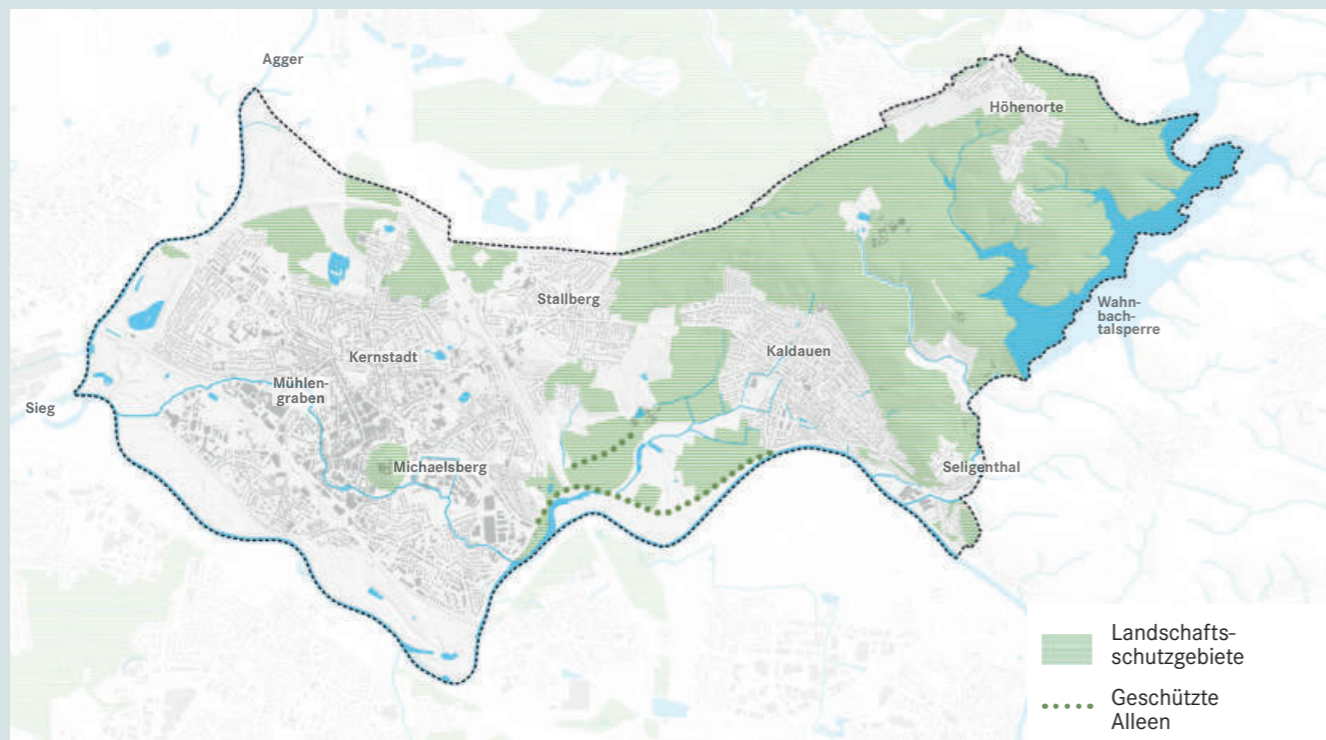 Agger
Höhenorte
Stallberg
Wahn-
bach-
talsperre
Kernstadt
Kaldauen
Mühlen-
graben
Sieg
Michaelsberg
Seligenthal
Landschafts-
schutzgebiete
Geschützte
Alleen